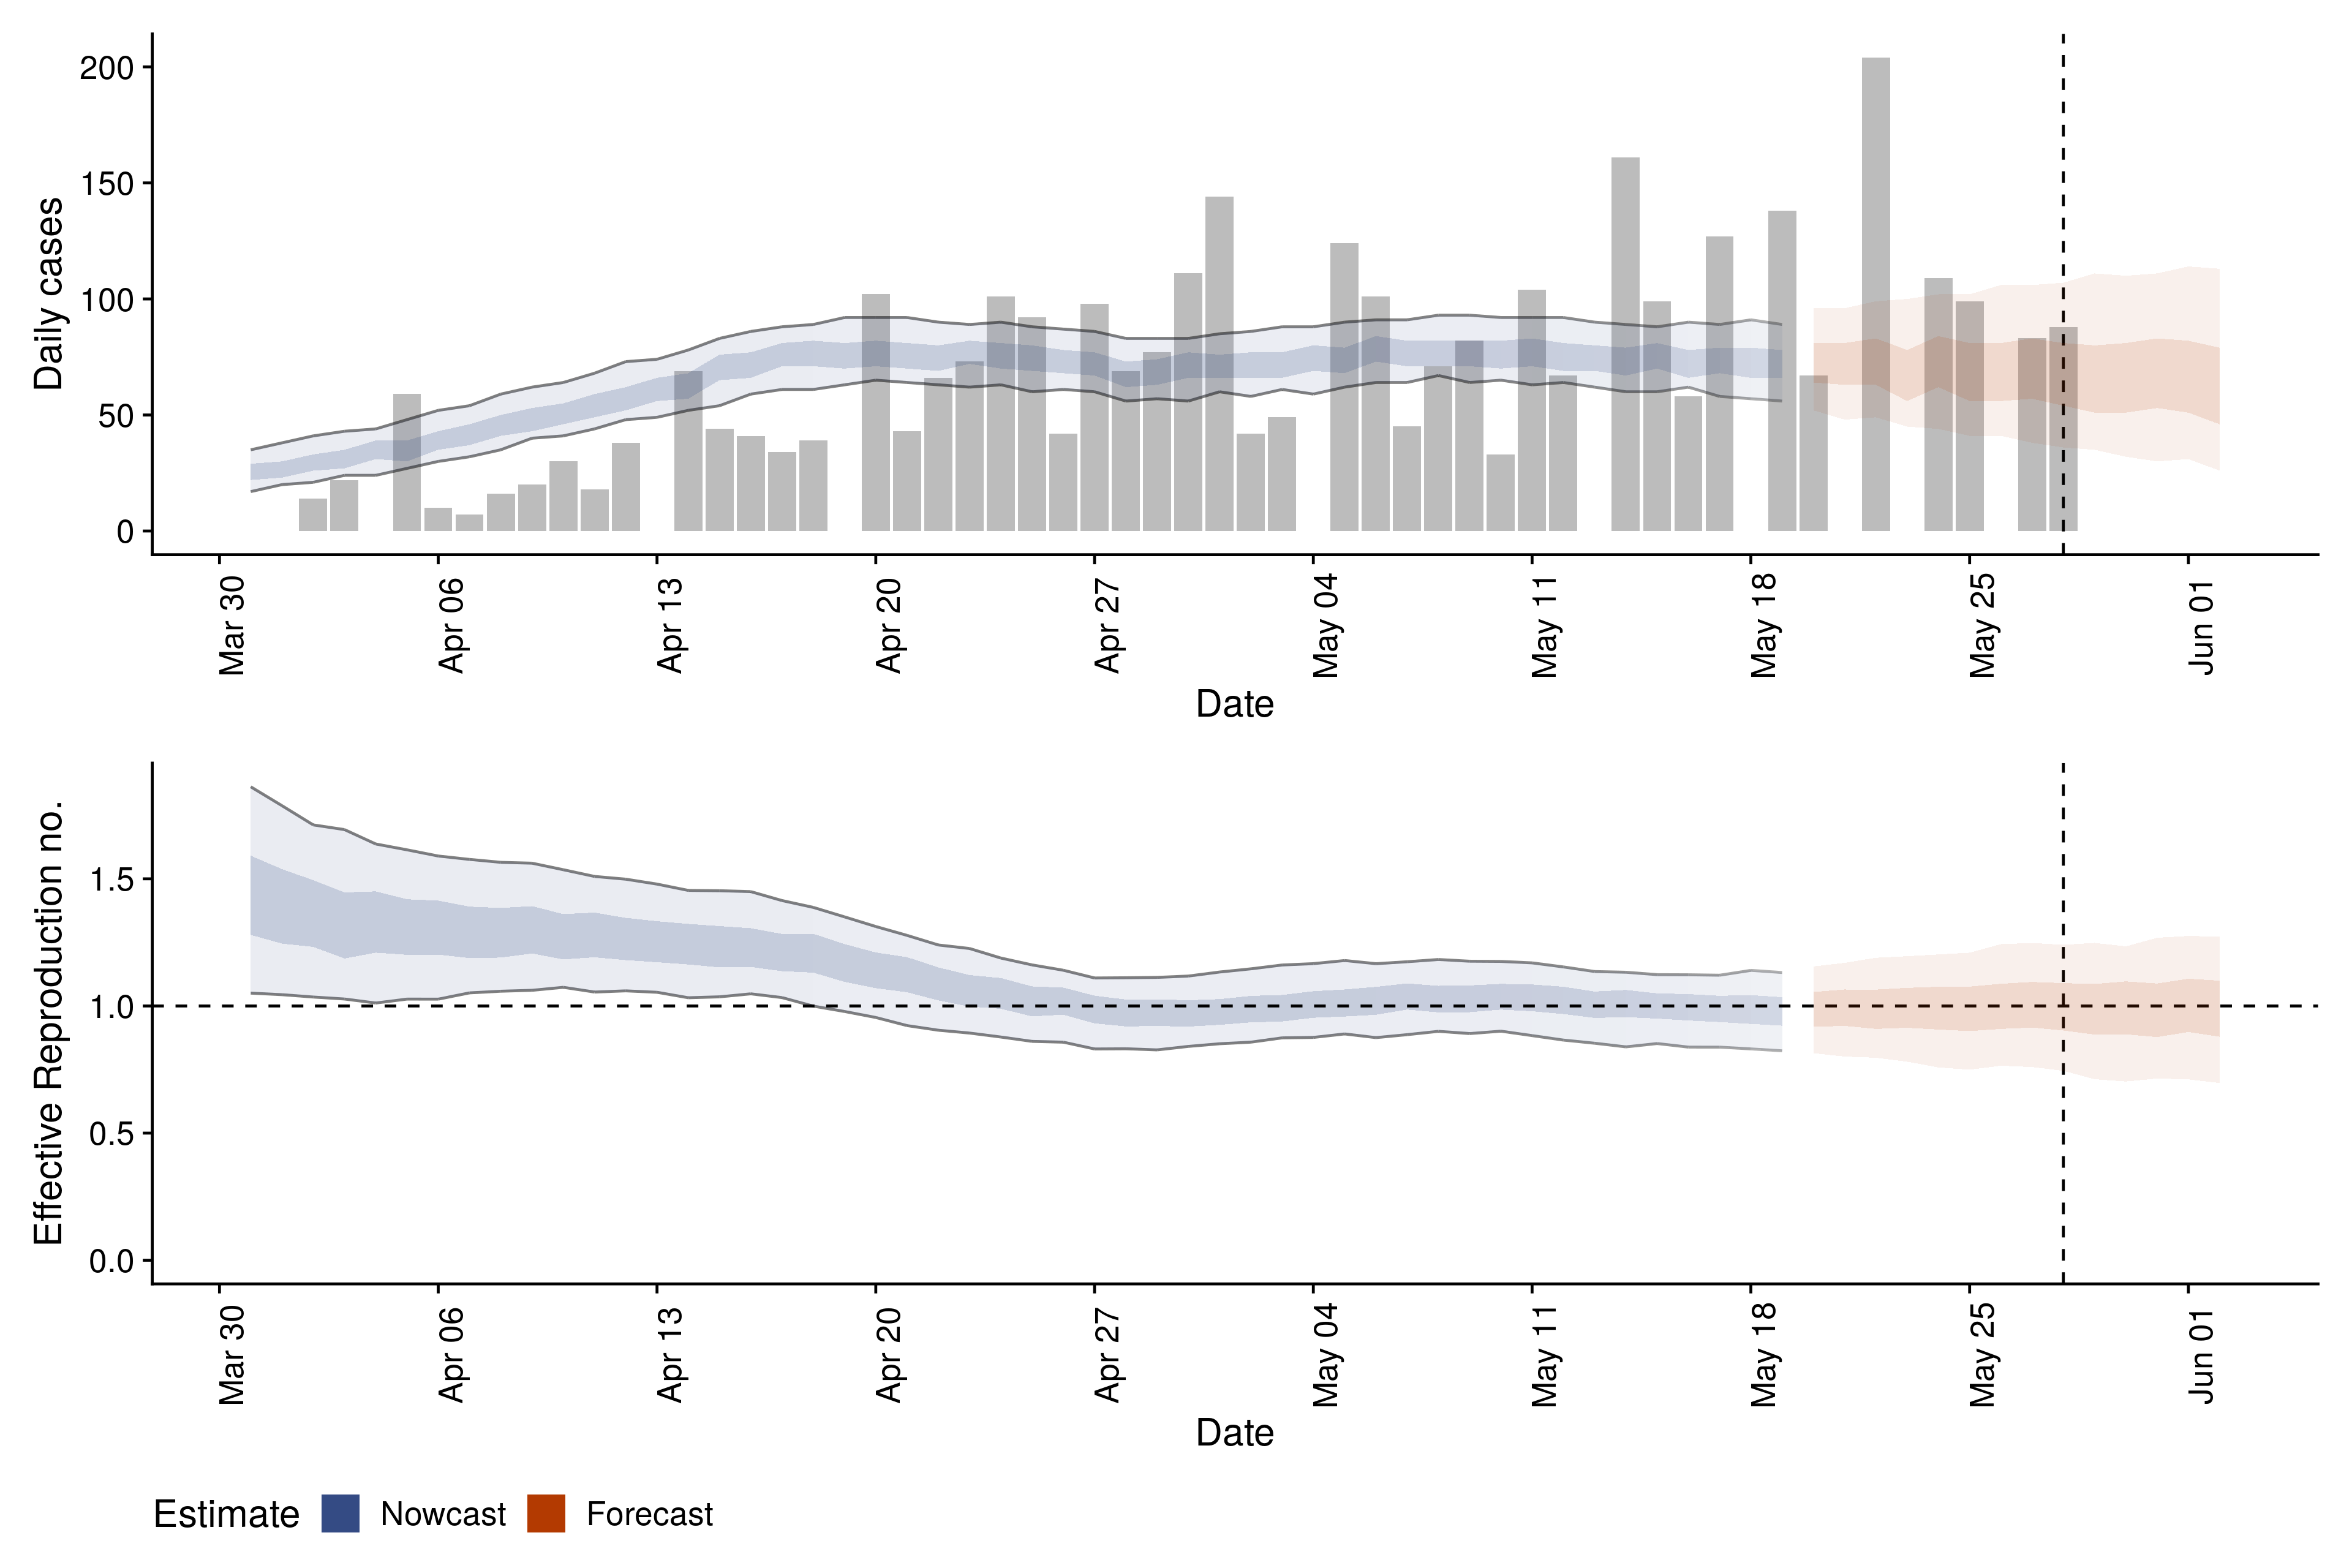 200
150
100
50
0
Daily cases
Mar 30
Apr 06
Apr 13
Apr 20
Apr 27
May 04
May 11
May 18
May 25
Jun 01
Date
1.5
1.0
0.5
0.0
Effective Reproduction no.
Mar 30
Apr 06
Apr 13
Apr 20
Apr 27
May 04
May 11
May 18
May 25
Jun 01
Date
Estimate Nowcast Forecast